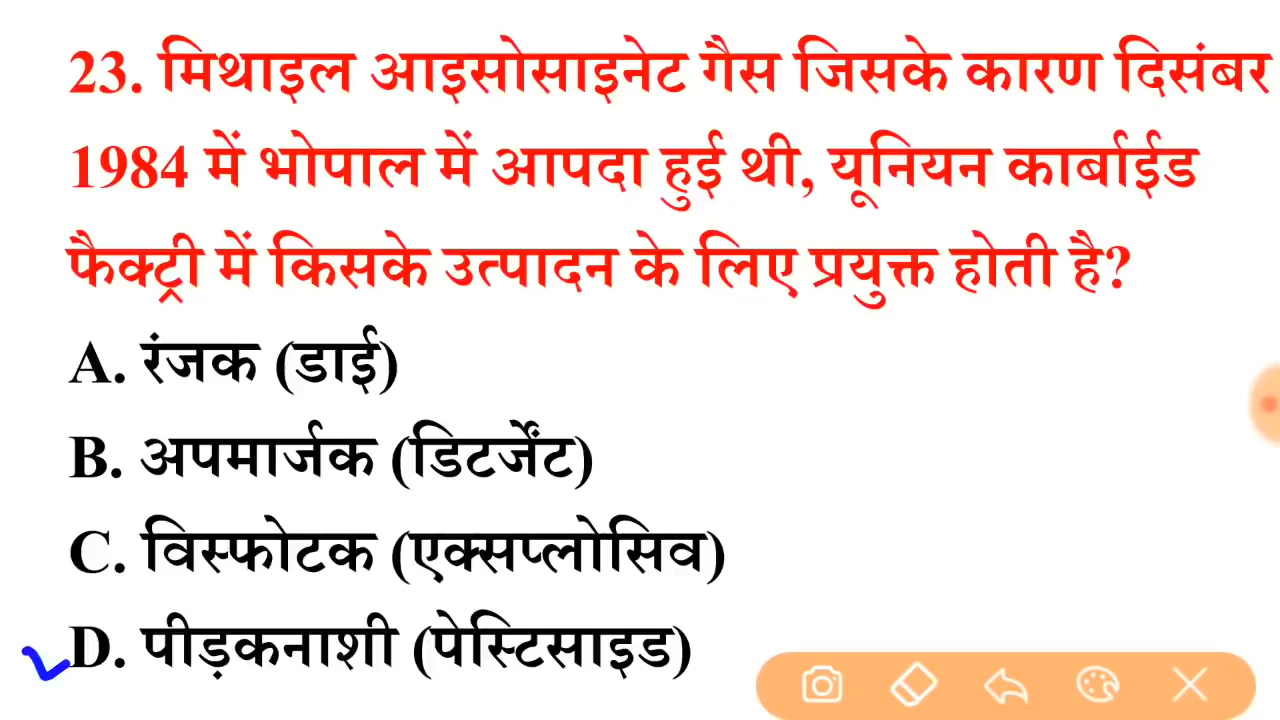 23. मिथाइल आइसोसाइनेट गैस जिसके कारण दिसंबर
1984 में भोपाल में आपदा हुई थी, यूनियन कार्बाईड
फैक्ट्री में किसके उत्पादन के लिए प्रयुक्त होती है?
A. रंजक (डाई)
B. अपमार्जक (डिटर्जेंट)
C. विस्फोटक (एक्सप्लोसिव)
D. पीड़कनाशी (पेस्टिसाइड)